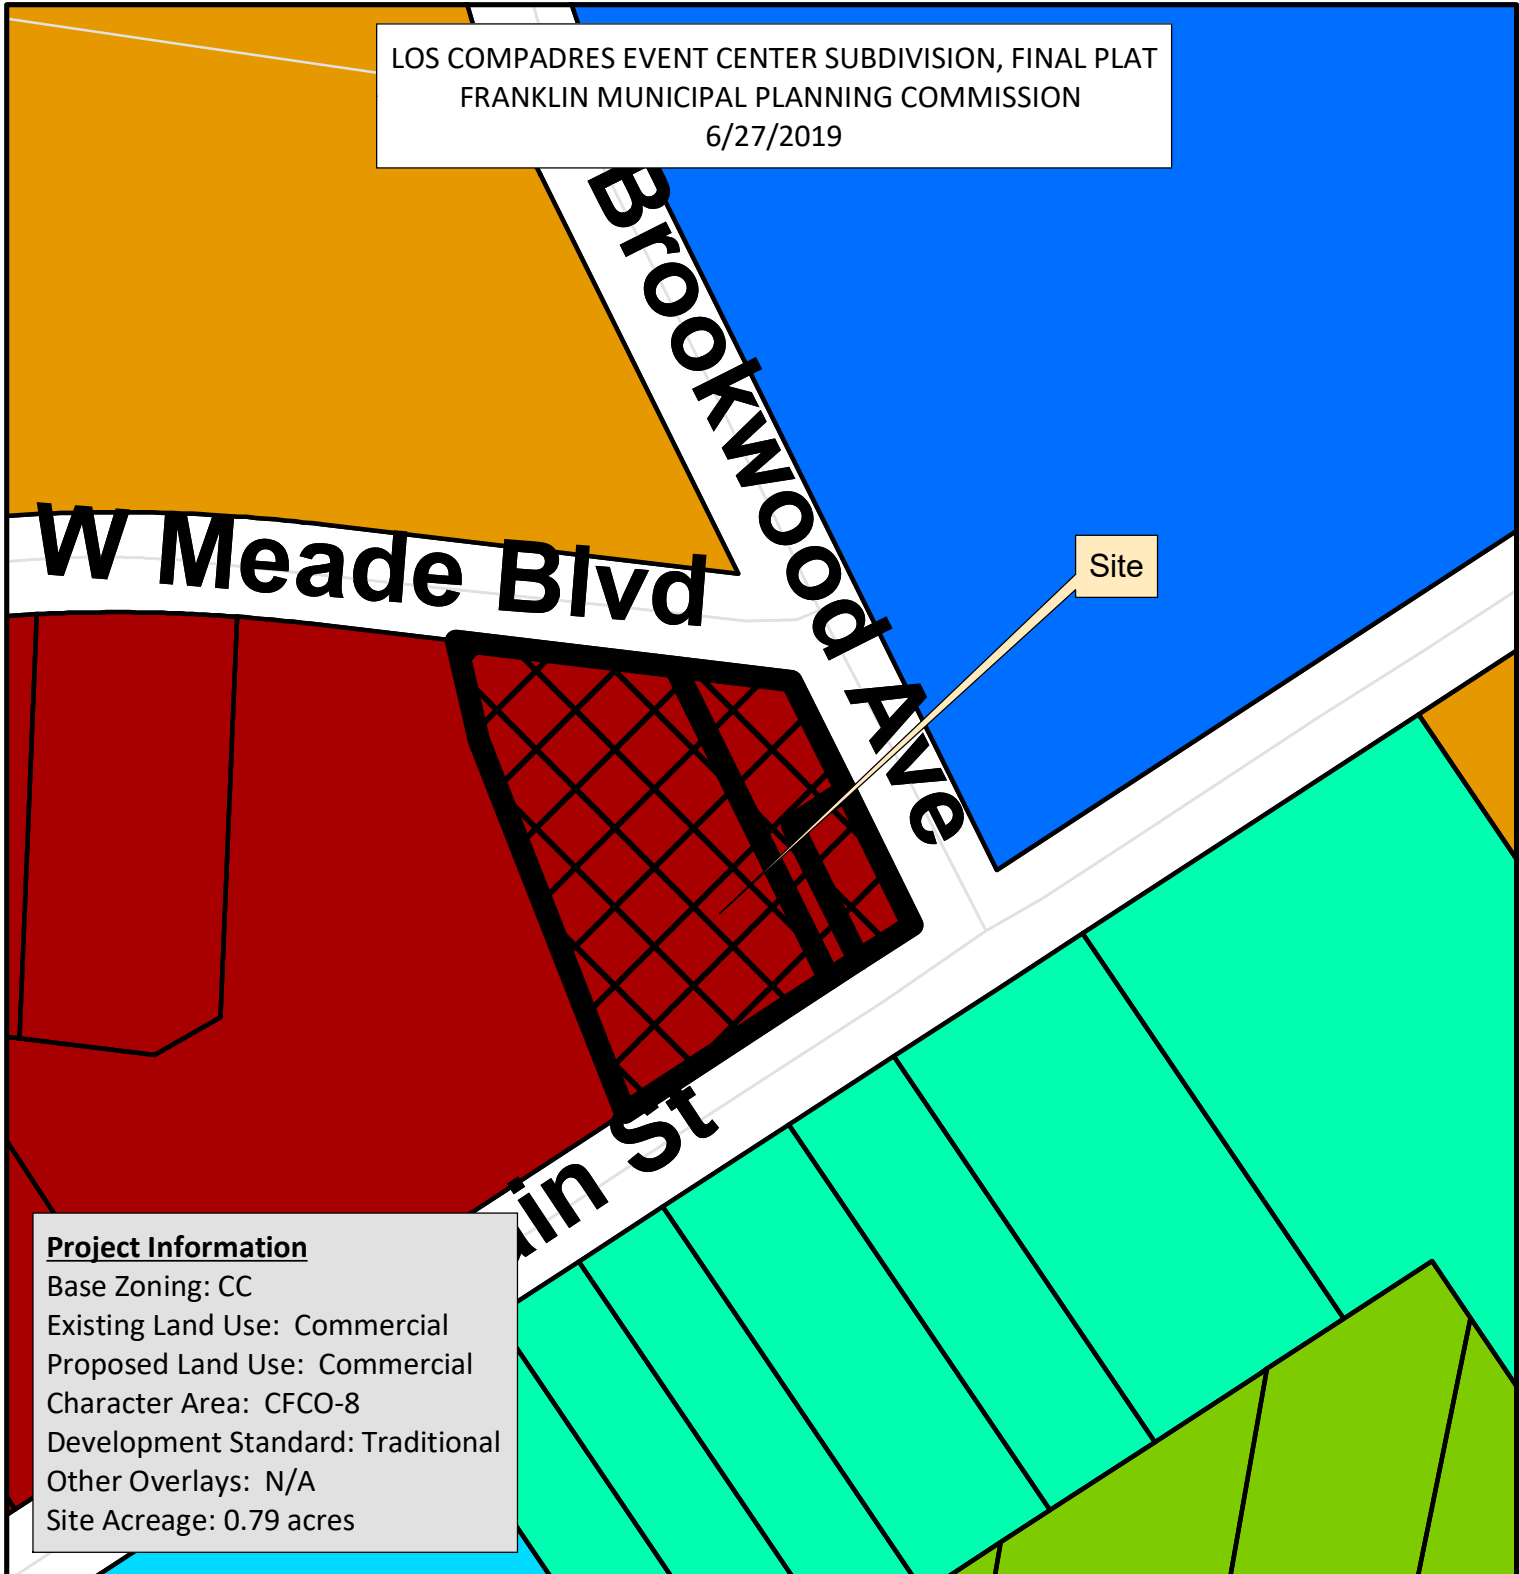 LOS COMPADRES EVENT CENTER SUBDIVISION, FINAL PLAT
FRANKLIN MUNICIPAL PLANNING COMMISSION
6/27/2019
Brookwood Ave
W Meade Blvd
Site
ain St
Project Information
Base Zoning: CC
Existing Land Use: Commercial
Proposed Land Use: Commercial
Character Area: CFCO-8
Development Standard: Traditional
Other Overlays: N/A
Site Acreage: 0.79 acres